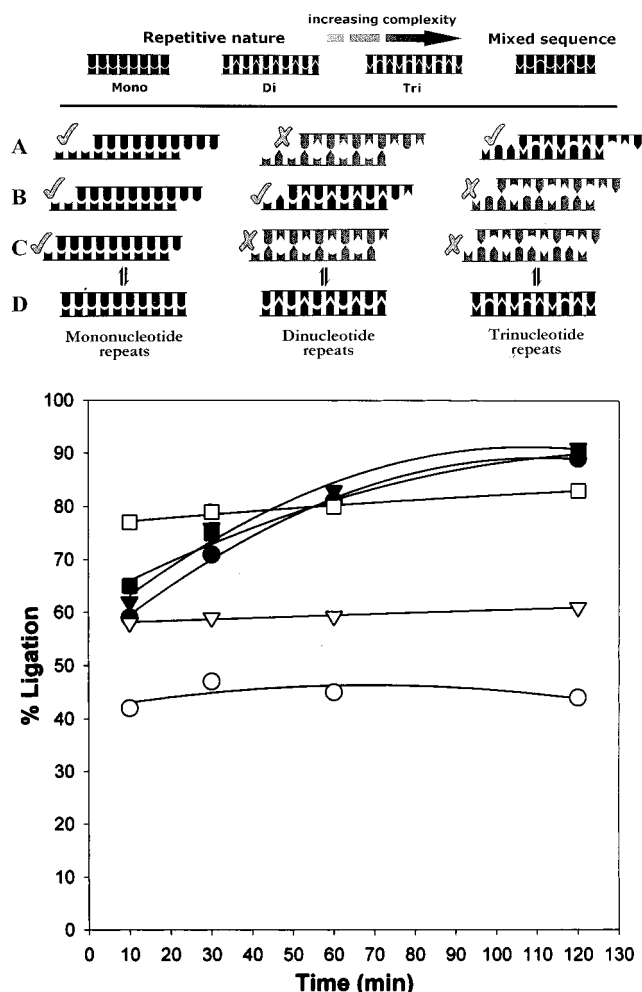 increasing complexity
Repetitive nature Mixed sequence
Mono Di Tri
A
B
C
D
Mononucleotide repeats
Dinucleotide repeats
Trinucleotide repeats
100
90
80
70
60
50
40
30
20
10
0
% Ligation
0 10 20 30 40 50 60 70 80 90 100 110 120 130
Time (min)